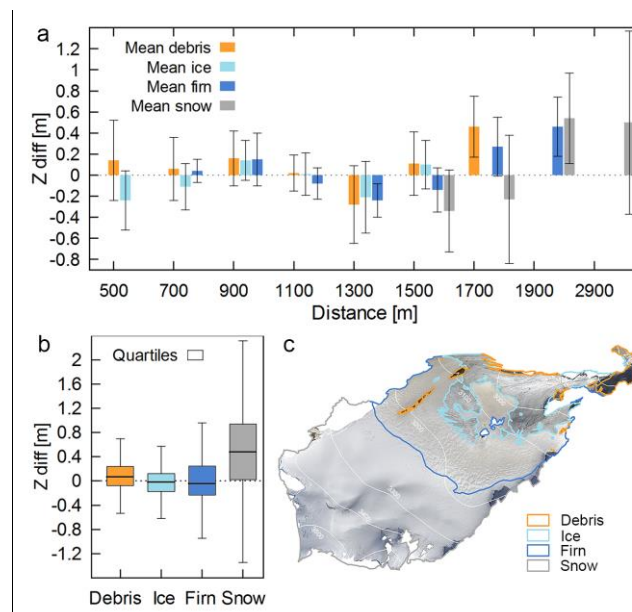 a
Mean debris
Mean ice
Mean firn
Mean snow
Z diff [m]
1.2
1
0.8
0.6
0.4
0.2
0
-0.2
-0.4
-0.6
-0.8
500 700 900 1100 1300 1500 1700 2000 2900
Distance [m]
b
Quartiles
Z diff [m]
2
1.6
1.2
0.8
0.4
0
-0.4
-0.8
-1.2
Debris Ice Firn Snow
c
Debris
Ice
Firn
Snow